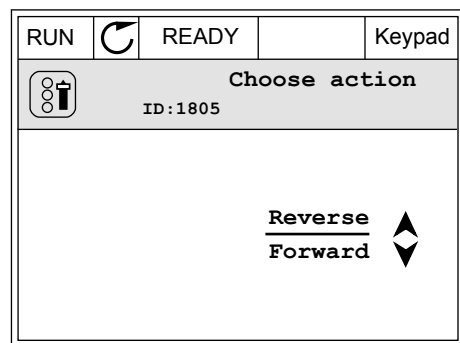 RUN READY Keypad
Choose action
ID:1805
Reverse
Forward